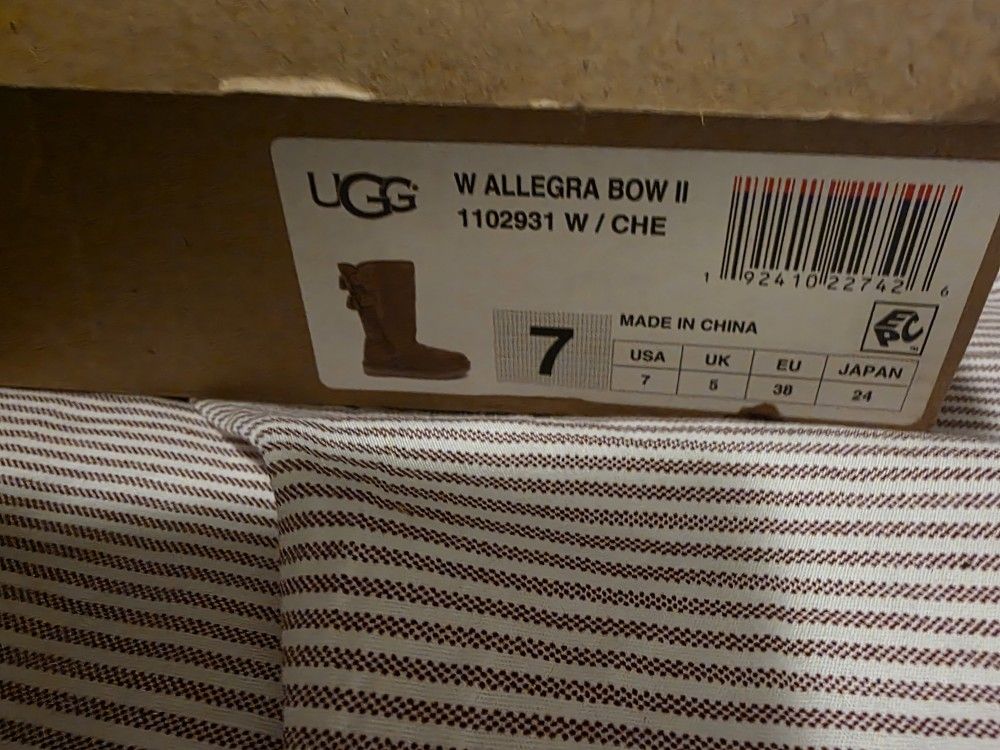 UGG
W ALLEGRA BOW II
1102931 W / CHE
1 92410 22742 6
7
MADE IN CHINA
EPC
USA UK EU JAPAN
7 5 38 24